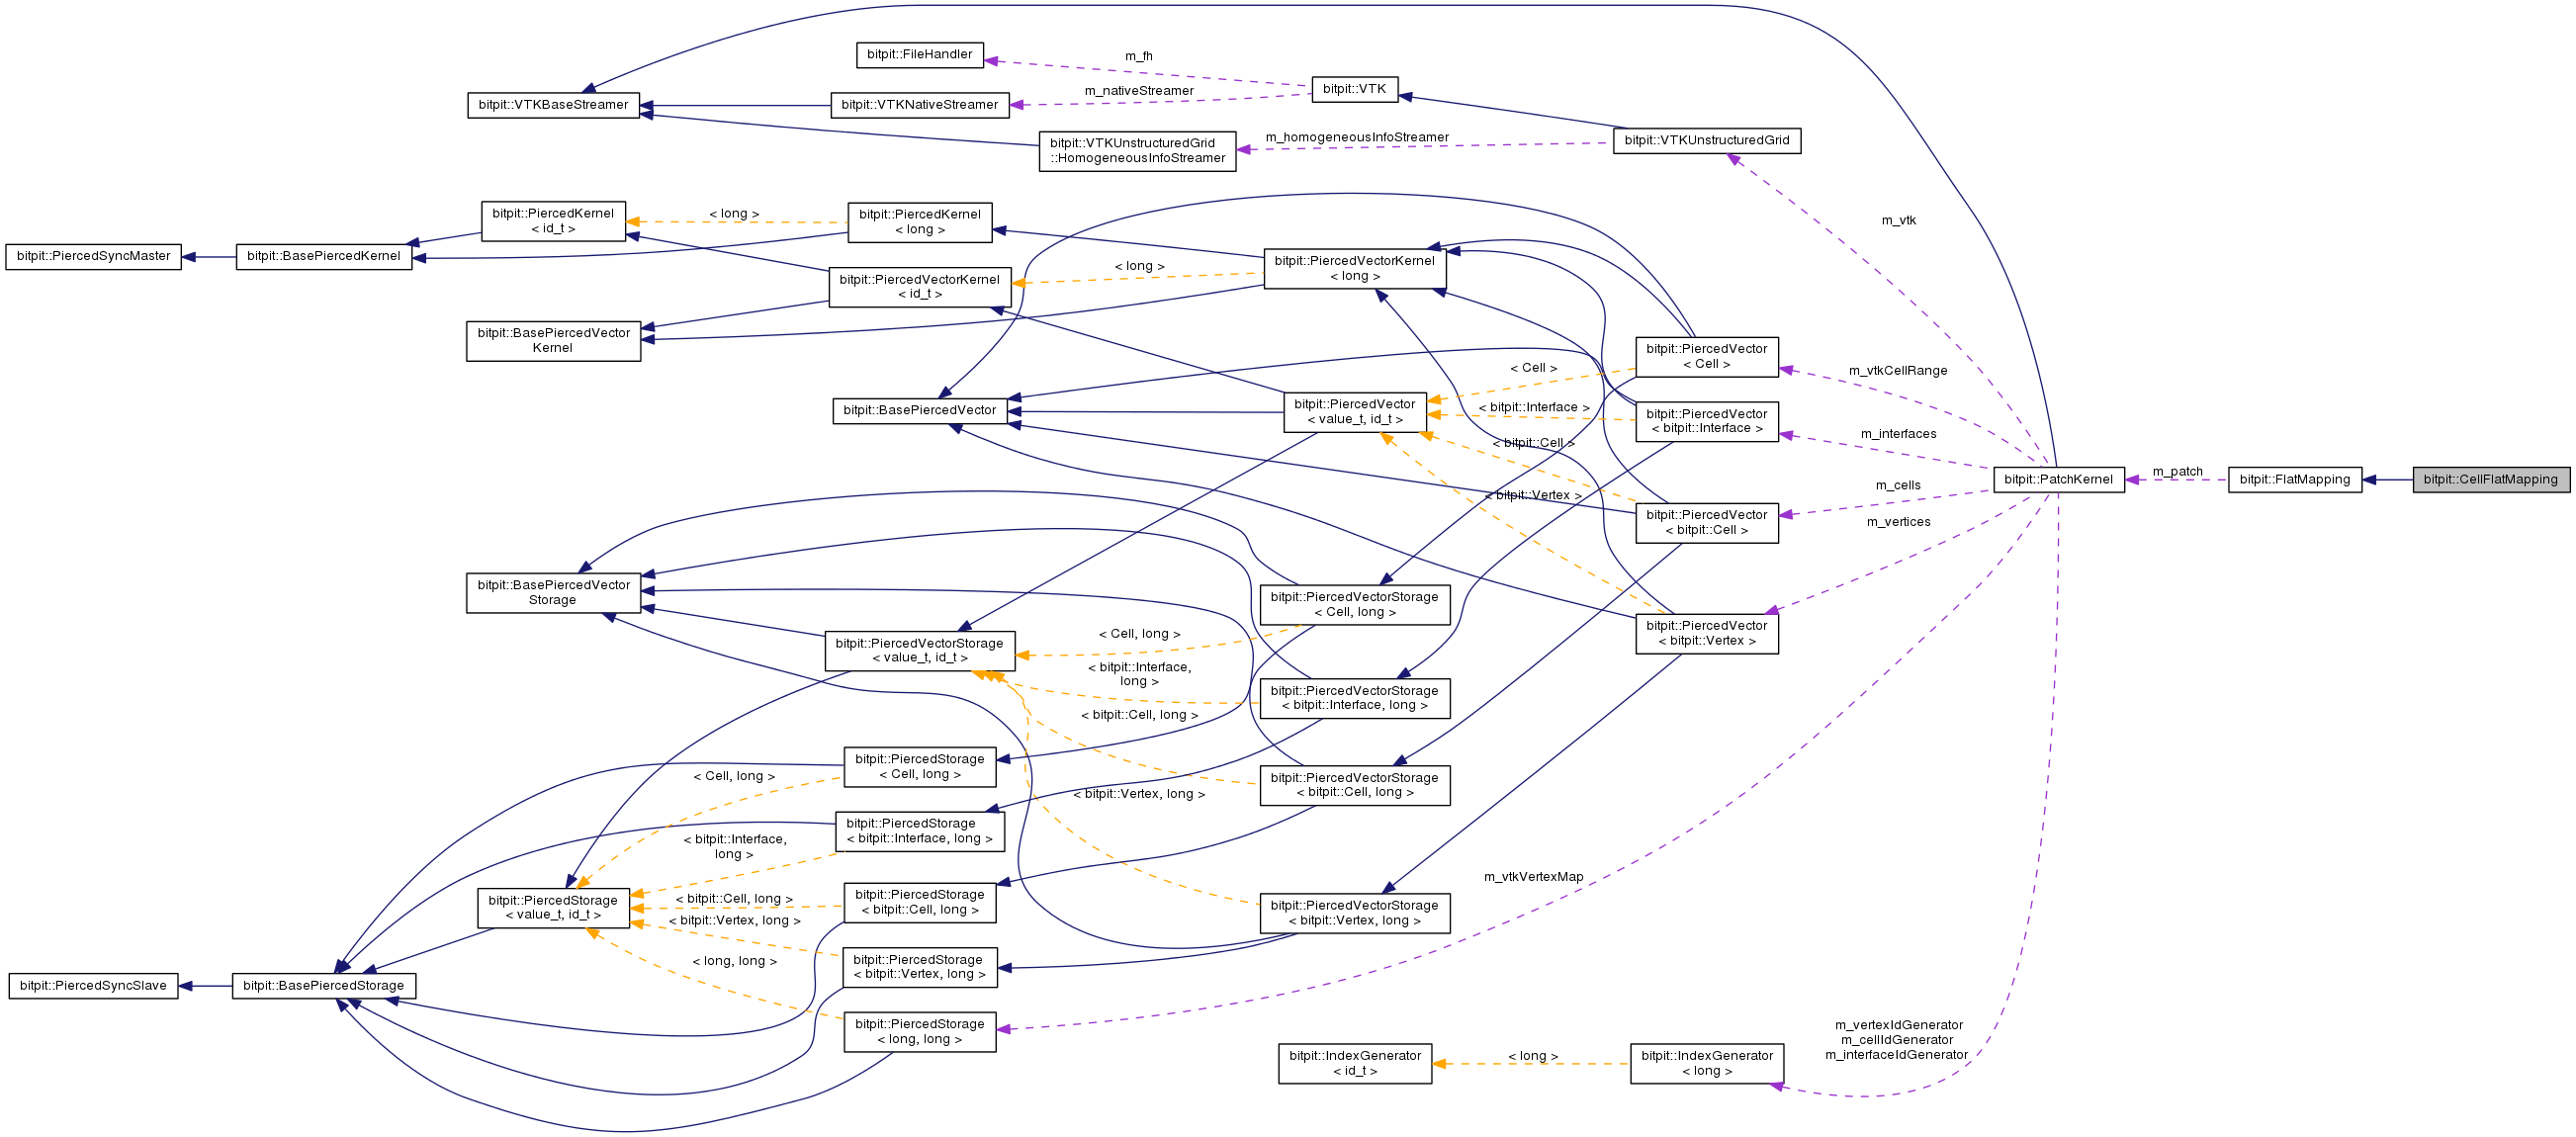 bitpit::FileHandler
m_fh
bitpit::VTK
bitpit::VTKBaseStreamer
bitpit::VTKNativeStreamer
m_nativeStreamer
bitpit::VTKUnstructuredGrid
::HomogeneousInfoStreamer
m_homogeneousInfoStreamer
bitpit::VTKUnstructuredGrid
m_vtk
bitpit::PiercedKernel
< id_t >
< long >
bitpit::PiercedKernel
< long >
bitpit::PiercedSyncMaster
bitpit::BasePiercedKernel
bitpit::PiercedVectorKernel
< id_t >
< long >
bitpit::PiercedVectorKernel
< long >
bitpit::BasePiercedVector
Kernel
bitpit::PiercedVector
< Cell >
m_vtkCellRange
< Cell >
bitpit::BasePiercedVector
bitpit::PiercedVector
< value_t, id_t >
< bitpit::Interface >
bitpit::PiercedVector
< bitpit::Interface >
m_interfaces
< bitpit::Cell >
m_cells
bitpit::PatchKernel
m_patch
bitpit::FlatMapping
bitpit::CellFlatMapping
< bitpit::Vertex >
bitpit::PiercedVector
< bitpit::Cell >
m_vertices
bitpit::BasePiercedVector
Storage
bitpit::PiercedVectorStorage
< Cell, long >
bitpit::PiercedVector
< bitpit::Vertex >
bitpit::PiercedVectorStorage
< value_t, id_t >
< Cell, long >
< bitpit::Interface,
long >
bitpit::PiercedVectorStorage
< bitpit::Interface, long >
< bitpit::Cell, long >
bitpit::PiercedStorage
< Cell, long >
< Cell, long >
bitpit::PiercedVectorStorage
< bitpit::Cell, long >
< bitpit::Vertex, long >
bitpit::PiercedStorage
< bitpit::Interface, long >
< bitpit::Interface,
long >
bitpit::PiercedStorage
< value_t, id_t >
< bitpit::Cell, long >
bitpit::PiercedStorage
< bitpit::Cell, long >
< bitpit::Vertex, long >
bitpit::PiercedVectorStorage
< bitpit::Vertex, long >
m_vtkVertexMap
bitpit::PiercedStorage
< bitpit::Vertex, long >
< long, long >
bitpit::PiercedSyncSlave
bitpit::BasePiercedStorage
bitpit::PiercedStorage
< long, long >
m_vertexIdGenerator
m_cellIdGenerator
m_interfaceIdGenerator
bitpit::IndexGenerator
< id_t >
< long >
bitpit::IndexGenerator
< long >